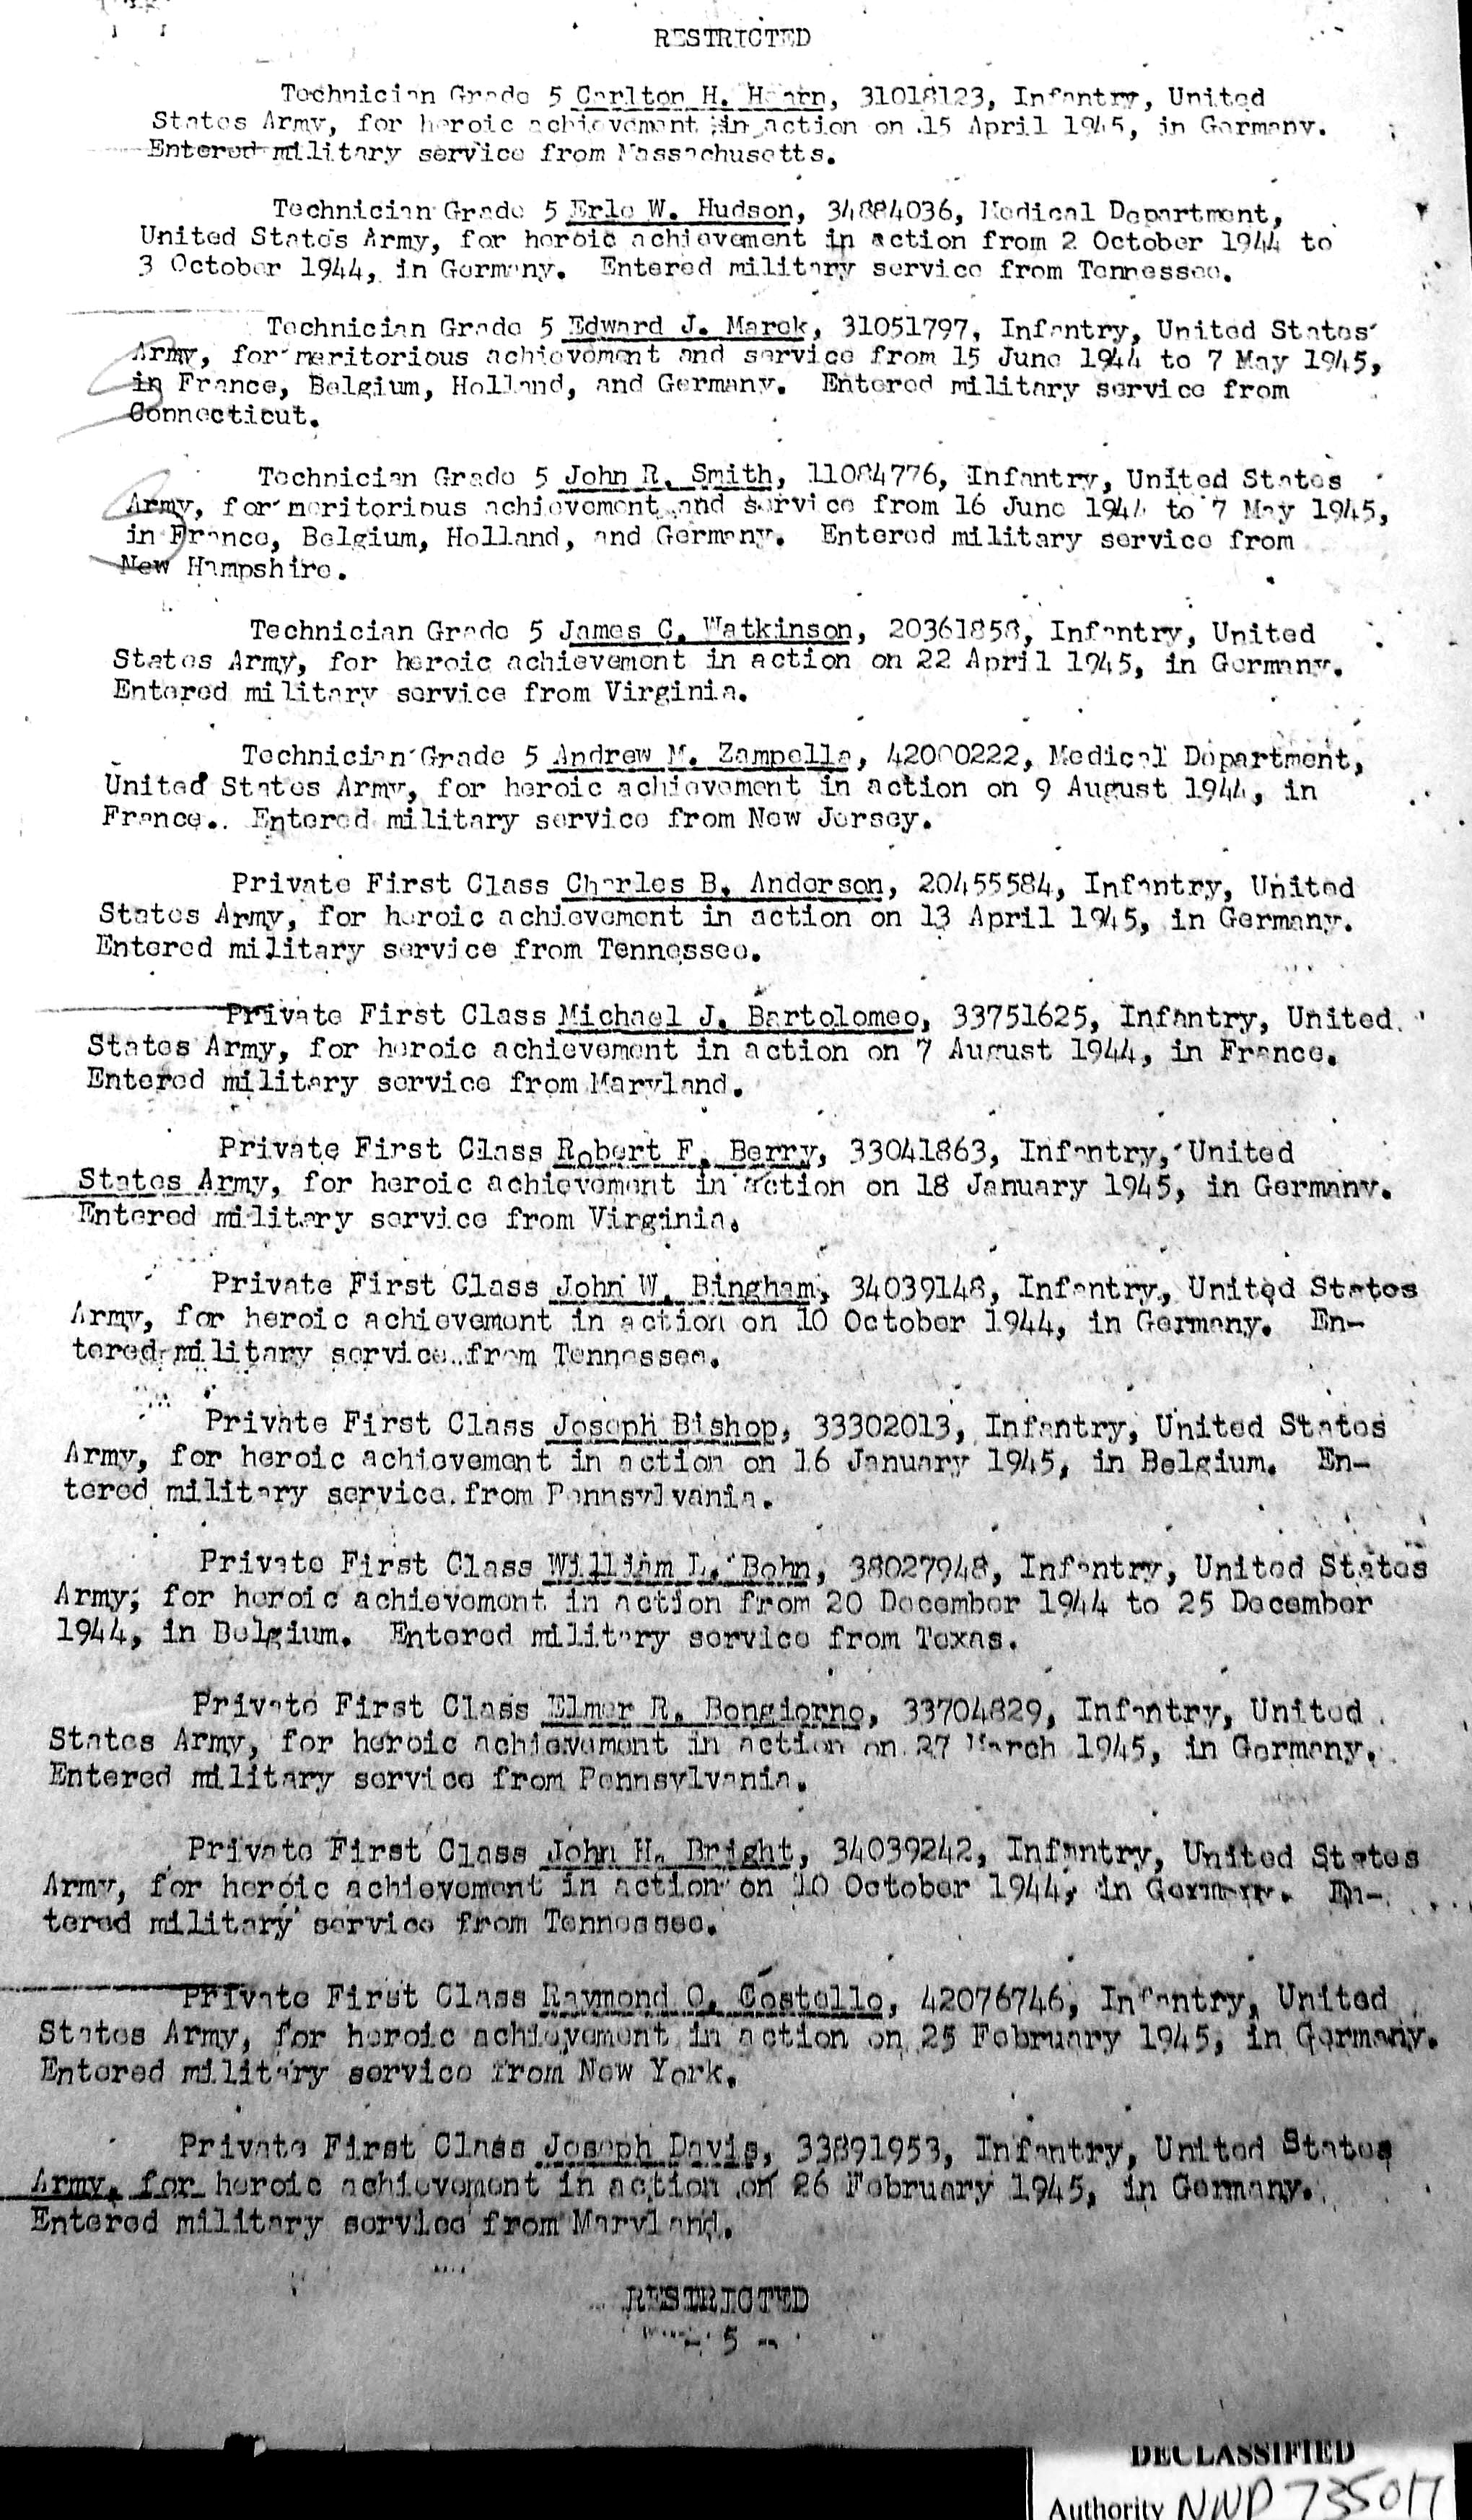 RESTRICTED
Technician Grade 5 Carlton H. Hearn, 31018123, Infantry, United
States Army, for heroic achievement in action on 15 April 1945, in Germany.
Entered military service from Massachusetts.
Technician Grade 5 Erle W. Hudson, 34884036, Medical Department,
United States Army, for heroic achievement in action from 2 October 1944 to
3 October 1944, in Germany. Entered military service from Tennessee.
Technician Grade 5 Edward J. Marek, 31051797, Infantry, United States
Army, for meritorious achievement and service from 15 June 1944 to 7 May 1945,
in France, Belgium, Holland, and Germany. Entered military service from
Connecticut.
Technician Grade 5 John R. Smith, 11084776, Infantry, United States
Army, for meritorious achievement and service from 16 June 1944 to 7 May 1945,
in France, Belgium, Holland, and Germany. Entered military service from
New Hampshire.
Technician Grade 5 James C. Watkinson, 20361858, Infantry, United
States Army, for heroic achievement in action on 22 April 1945, in Germany.
Entered military service from Virginia.
Technician Grade 5 Andrew M. Zampella, 42000222, Medical Department,
United States Army, for heroic achievement in action on 9 August 1944, in
France. Entered military service from New Jersey.
Private First Class Charles B. Anderson, 20455584, Infantry, United
States Army, for heroic achievement in action on 13 April 1945, in Germany.
Entered military service from Tennessee.
Private First Class Michael J. Bartolomeo, 33751625, Infantry, United
States Army, for heroic achievement in action on 7 August 1944, in France.
Entered military service from Maryland.
Private First Class Robert F. Berry, 33041863, Infantry, United
States Army, for heroic achievement in action on 18 January 1945, in Germany.
Entered military service from Virginia.
Private First Class John W. Bingham, 34039148, Infantry, United States
Army, for heroic achievement in action on 10 October 1944, in Germany. En-
tered military service from Tennessee.
Private First Class Joseph Bishop, 33302013, Infantry, United States
Army, for heroic achievement in action on 16 January 1945, in Belgium. En-
tered military service from Pennsylvania.
Private First Class William L. Bohn, 38027948, Infantry, United States
Army, for heroic achievement in action from 20 December 1944 to 25 December
1944, in Belgium. Entered military service from Texas.
Private First Class Elmer R. Bongiorno, 33704829, Infantry, United
States Army, for heroic achievement in action on 27 March 1945, in Germany.
Entered military service from Pennsylvania.
Private First Class John H. Bright, 34039242, Infantry, United States
Army, for heroic achievement in action on 10 October 1944, in Germany. En-
tered military service from Tennessee.
Private First Class Raymond O. Costello, 42076746, Infantry, United
States Army, for heroic achievement in action on 25 February 1945, in Germany.
Entered military service from New York.
Private First Class Joseph Davis, 33891953, Infantry, United States
Army, for heroic achievement in action on 26 February 1945, in Germany.
Entered military service from Maryland.
RESTRICTED
- 5 -
DECLASSIFIED
Authority NND 735017